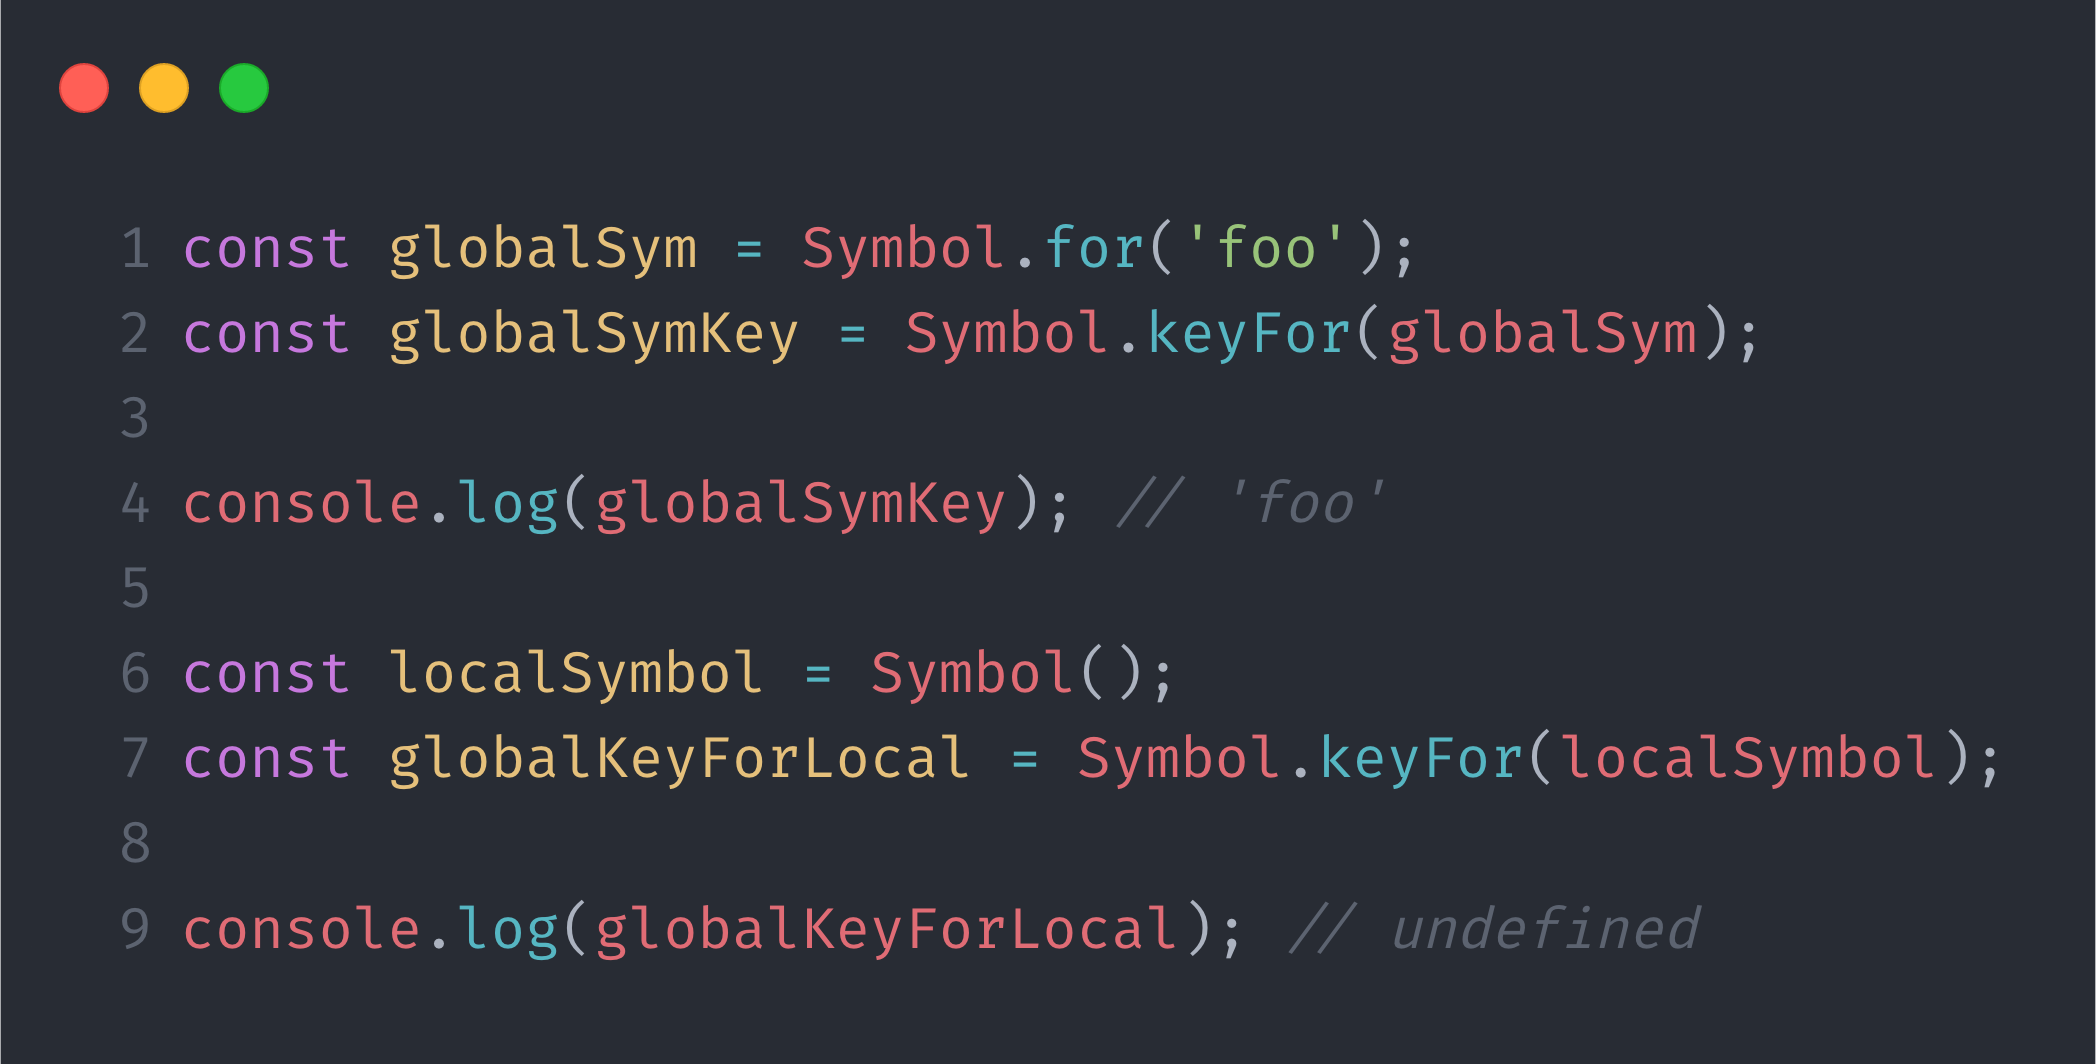 1 const globalSym = Symbol.for('foo');
2 const globalSymKey = Symbol.keyFor(globalSym);
3
4 console.log(globalSymKey); // 'foo'
5
6 const localSymbol = Symbol();
7 const globalKeyForLocal = Symbol.keyFor(localSymbol);
8
9 console.log(globalKeyForLocal); // undefined